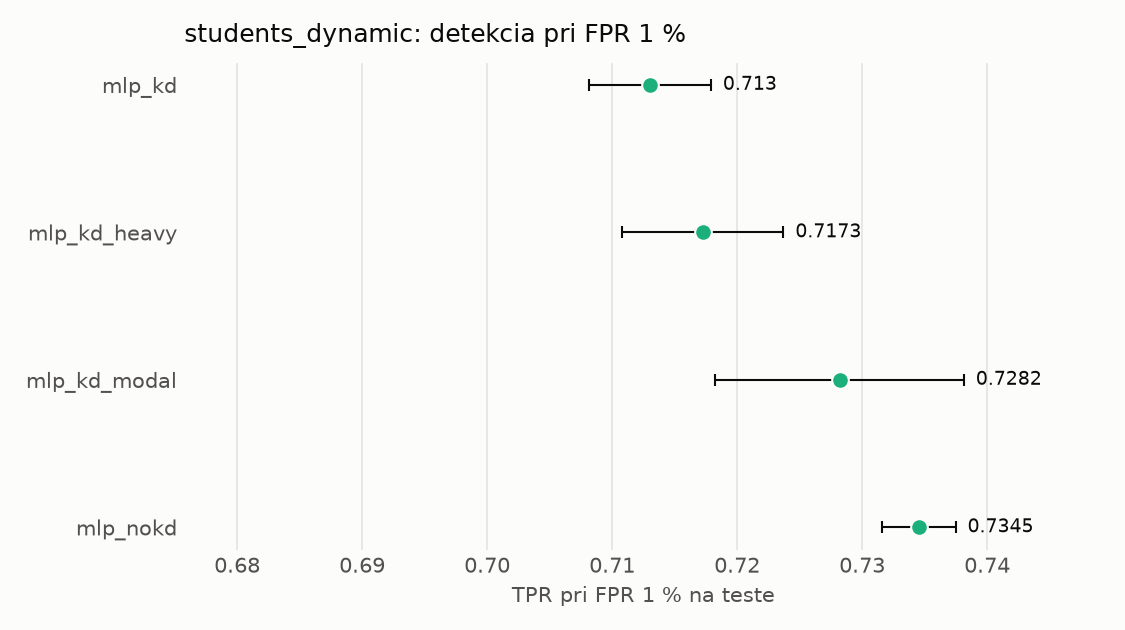 students_dynamic: detekcia pri FPR 1 %
mlp_kd
0.713
mlp_kd_heavy
0.7173
mlp_kd_modal
0.7282
mlp_nokd
0.7345
0.68 0.69 0.70 0.71 0.72 0.73 0.74
TPR pri FPR 1 % na teste